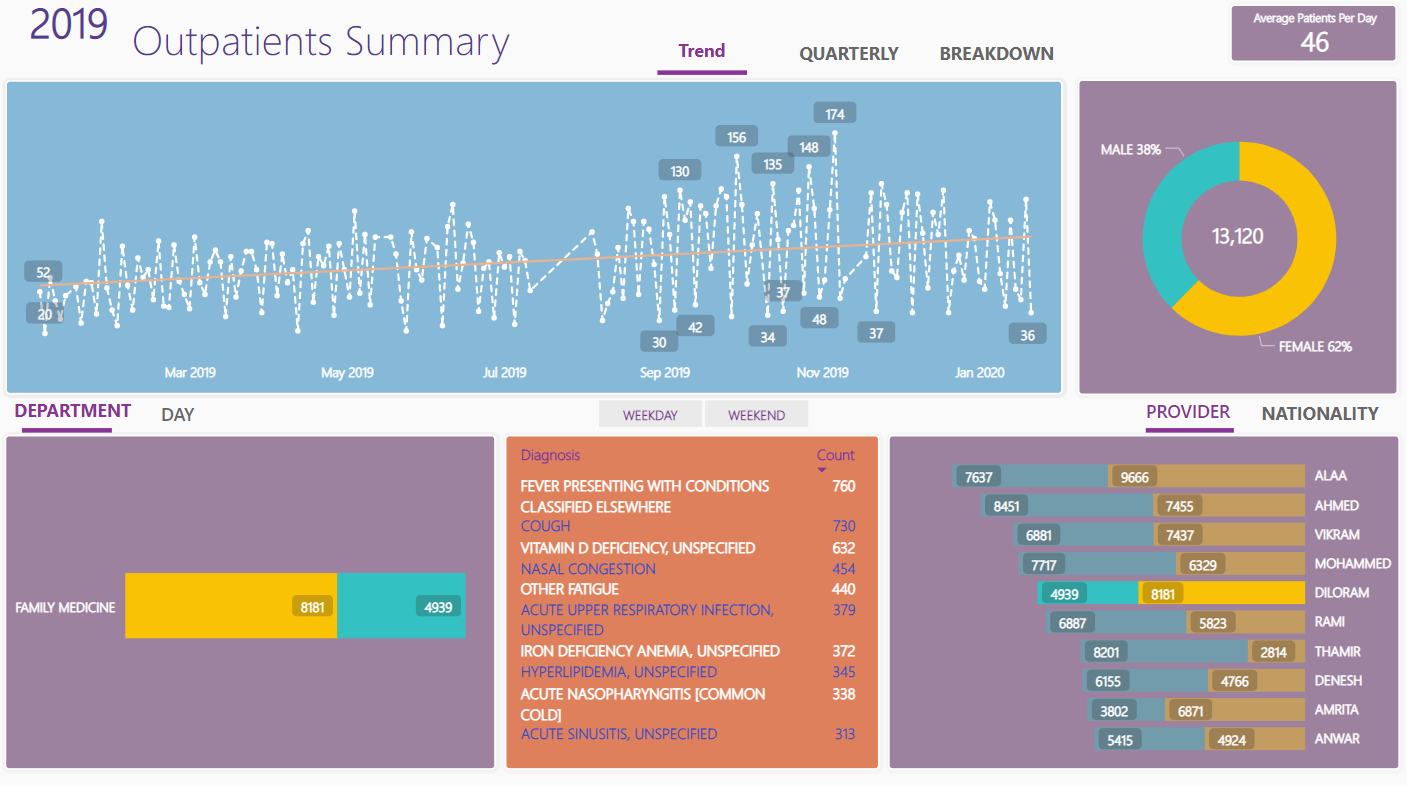 2019
Outpatients Summary
Trend
QUARTERLY
BREAKDOWN
Average Patients Per Day
46
174
156
148
135
130
52
20
37
30
42
34
48
37
36
Mar 2019
May 2019
Jul 2019
Sep 2019
Nov 2019
Jan 2020
MALE 38%
13,120
FEMALE 62%
DEPARTMENT
DAY
WEEKDAY
WEEKEND
PROVIDER
NATIONALITY
FAMILY MEDICINE
8181
4939
Diagnosis Count
FEVER PRESENTING WITH CONDITIONS 760
CLASSIFIED ELSEWHERE
COUGH 730
VITAMIN D DEFICIENCY, UNSPECIFIED 632
NASAL CONGESTION 454
OTHER FATIGUE 440
ACUTE UPPER RESPIRATORY INFECTION, 379
UNSPECIFIED
IRON DEFICIENCY ANEMIA, UNSPECIFIED 372
HYPERLIPIDEMIA, UNSPECIFIED 345
ACUTE NASOPHARYNGITIS [COMMON 338
COLD]
ACUTE SINUSITIS, UNSPECIFIED 313
7637 9666 ALAA
8451 7455 AHMED
6881 7437 VIKRAM
7717 6329 MOHAMMED
4939 8181 DILORAM
6887 5823 RAMI
8201 2814 THAMIR
6155 4766 DENESH
3802 6871 AMRITA
5415 4924 ANWAR